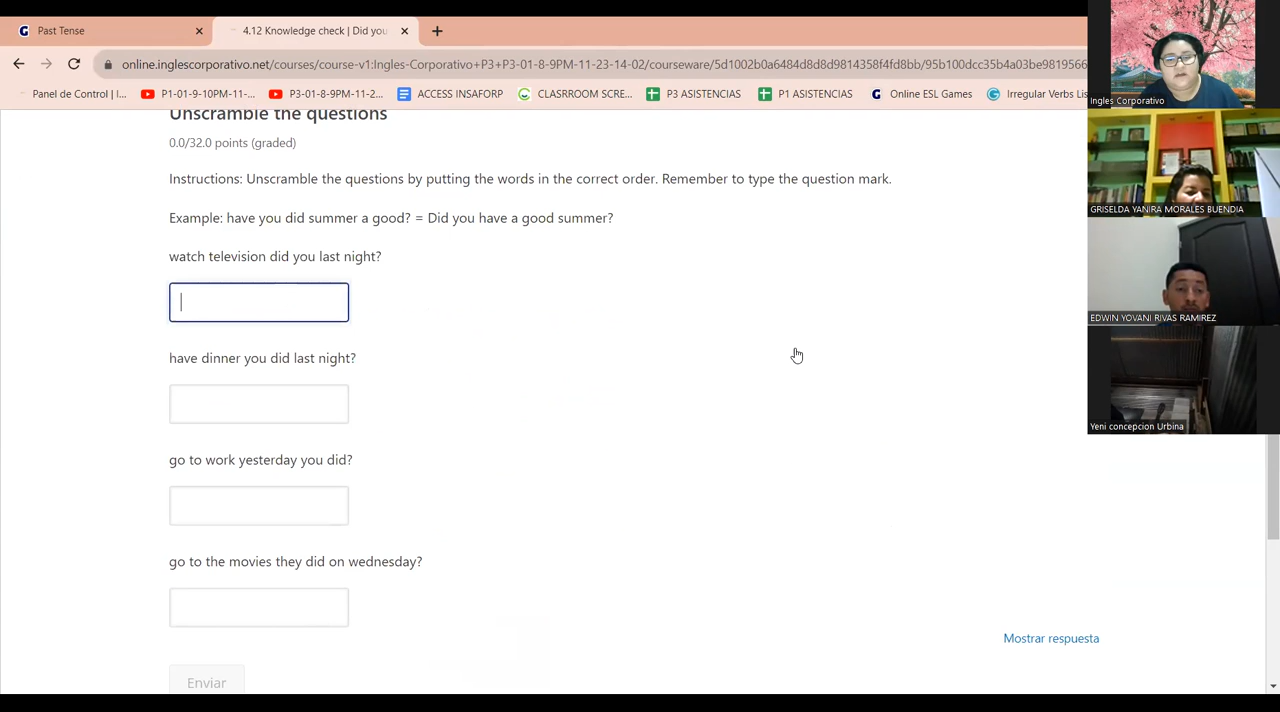 Past Tense
4.12 Knowledge check | Did you
online.inglescorporativo.net/courses/course-v1:Ingles-Corporativo+P3+P3-01-8-9PM-11-23-14-02/courseware/5d1002b0a6484d8d8d9814358f4fd8bb/95b100dcc35b4a03be9819566
Panel de Control | I...
P1-01-9-10PM-11-...
P3-01-8-9PM-11-2...
ACCESS INSAFORP
CLASRROOM SCRE...
P3 ASISTENCIAS
P1 ASISTENCIAS
Online ESL Games
Irregular Verbs Lis
Ingles Corporativo
Unscramble the questions
0.0/32.0 points (graded)
Instructions: Unscramble the questions by putting the words in the correct order. Remember to type the question mark.
GRISELDA YANIRA MORALES BUENDIA
Example: have you did summer a good? = Did you have a good summer?
watch television did you last night?
EDWIN YOVANI RIVAS RAMIREZ
have dinner you did last night?
Yeni concepcion Urbina
go to work yesterday you did?
go to the movies they did on wednesday?
Mostrar respuesta
Enviar